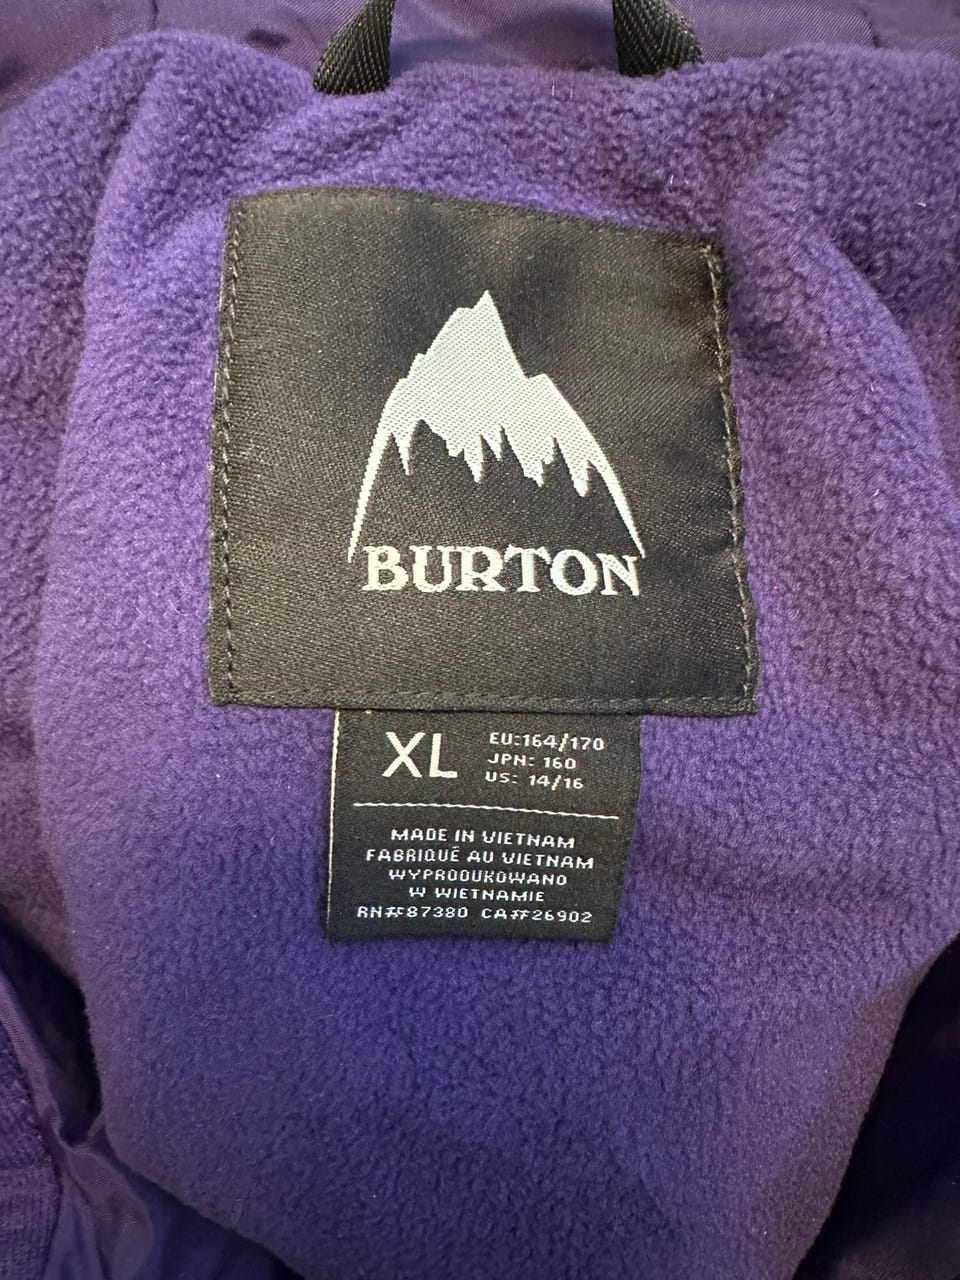 BURTON
XL
EU:164/170
JPN: 160
US: 14/16
MADE IN VIETNAM
FABRIQUÉ AU VIETNAM
WYPRODUKOWANO
W WIETNAMIE
RN#87380 CA#26902